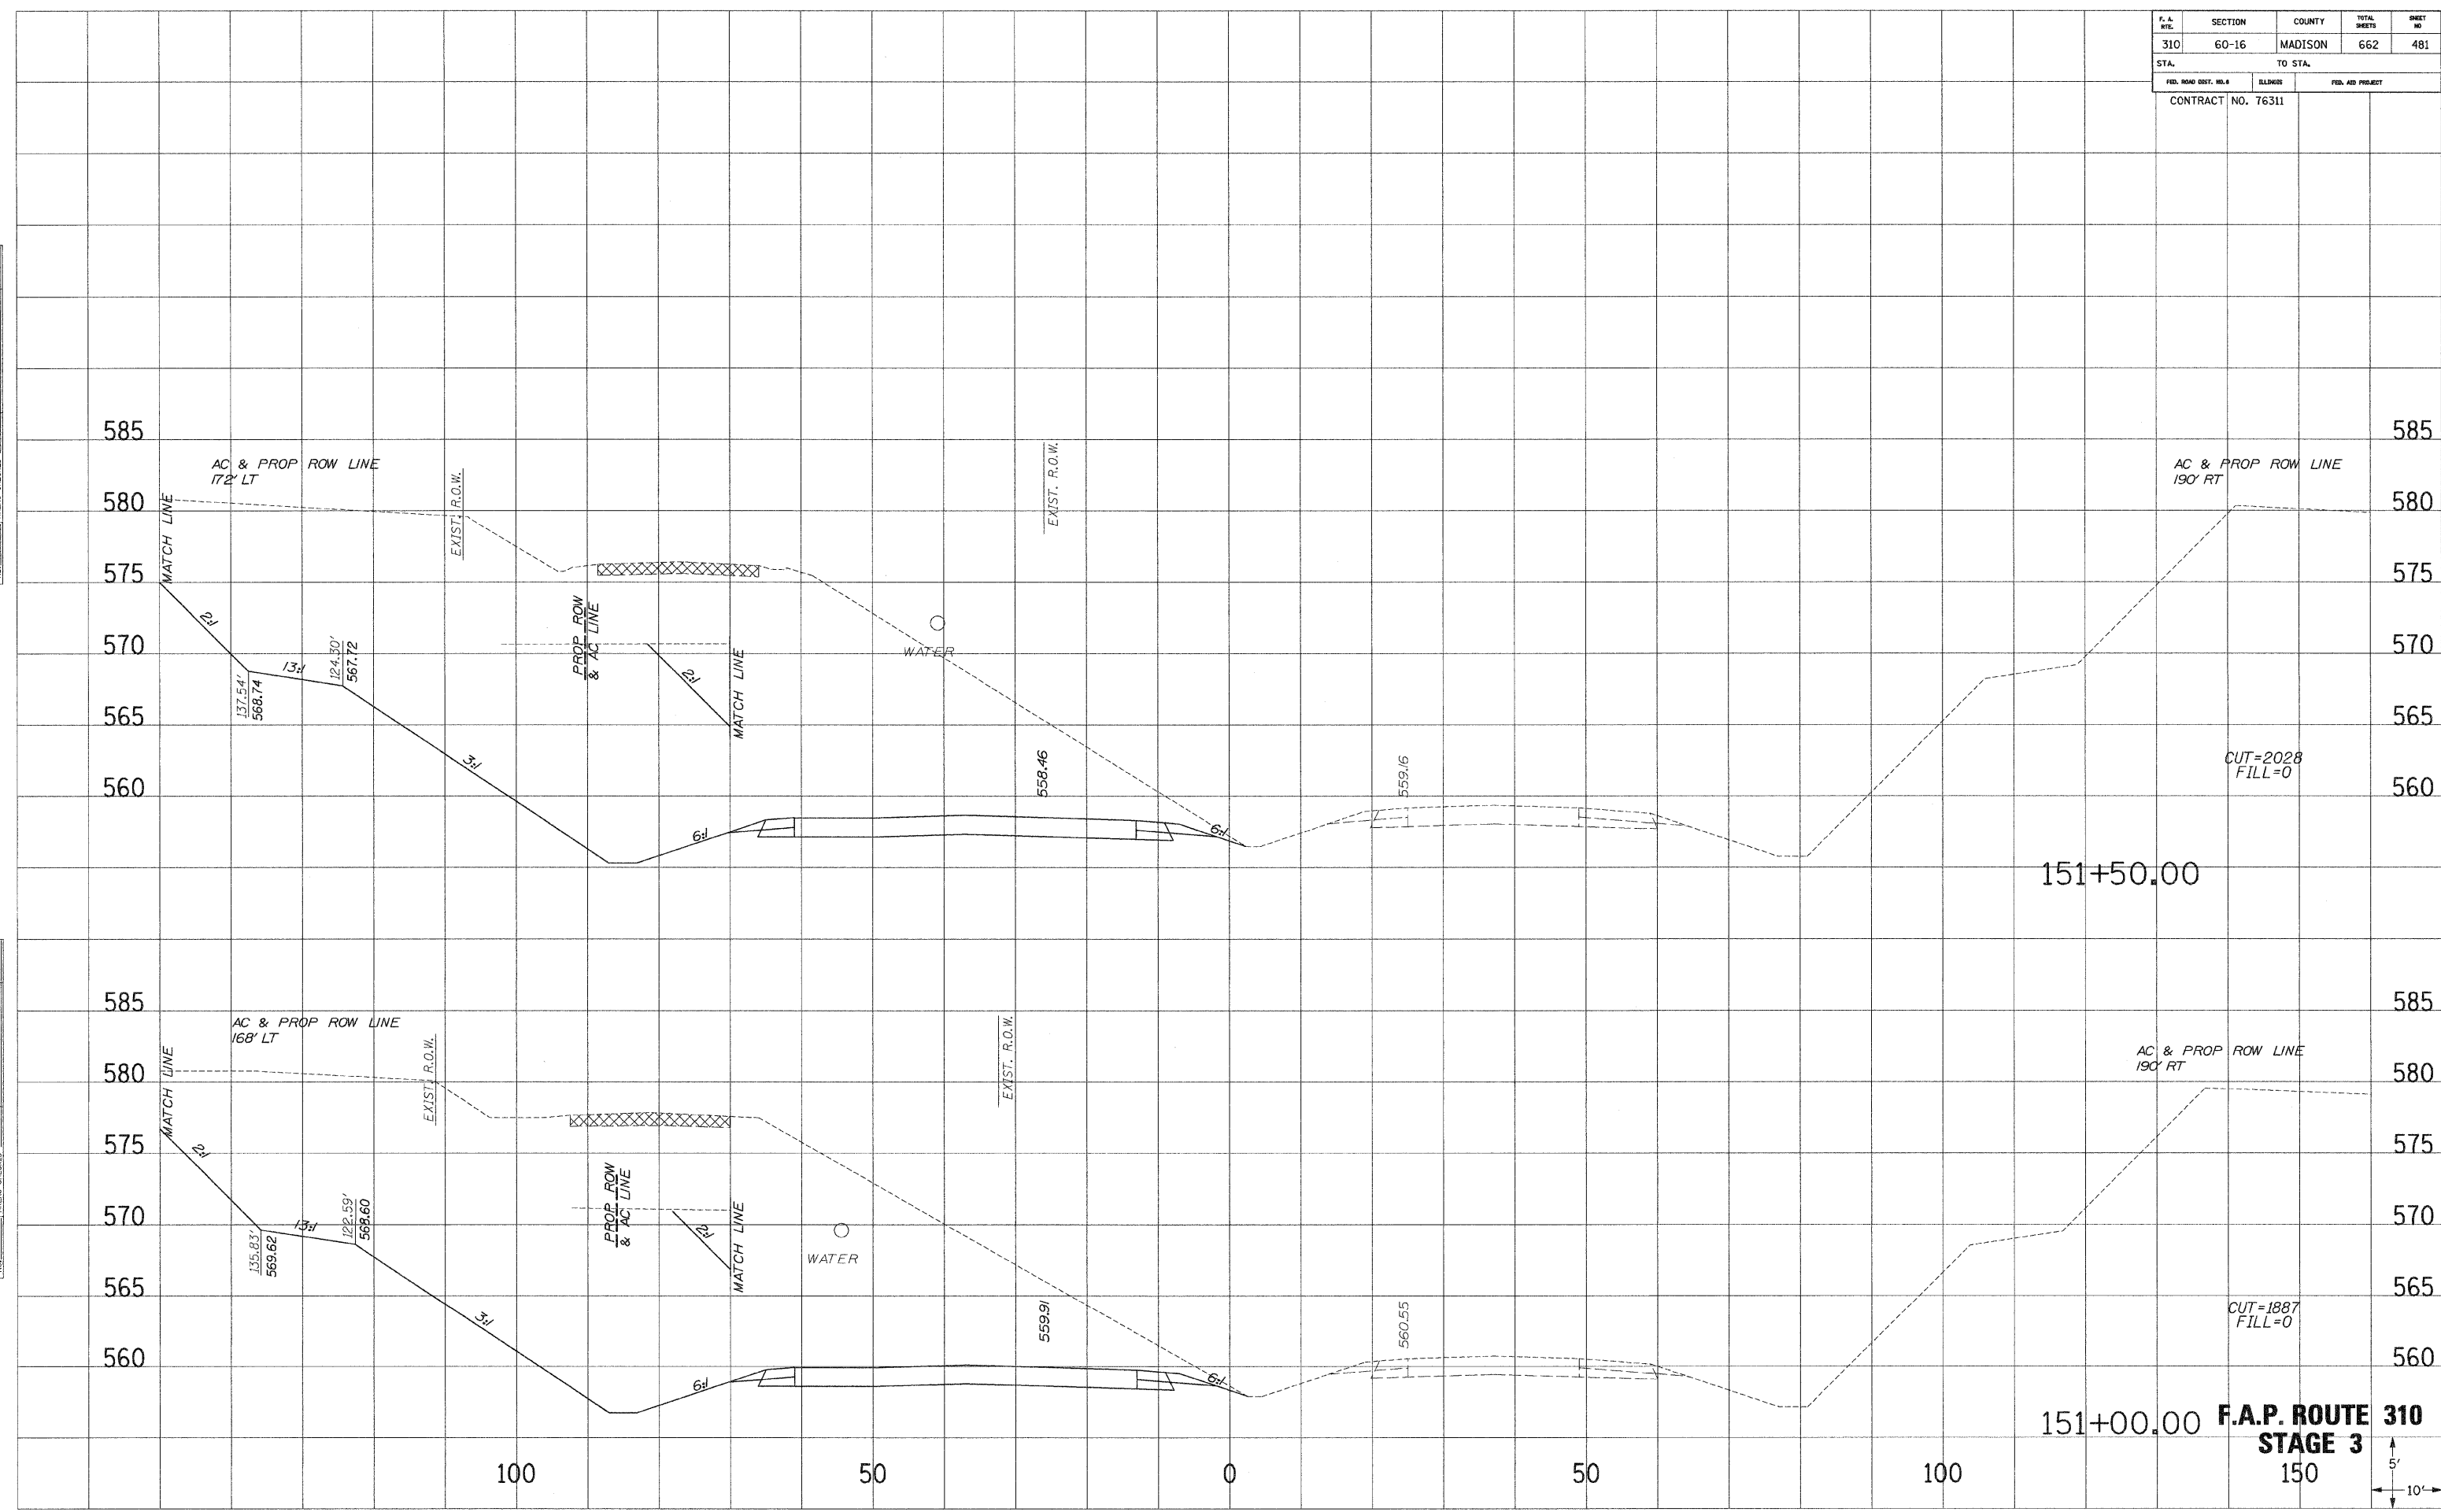 F. A. RTE. SECTION COUNTY TOTAL SHEETS SHEET NO
310 60-16 MADISON 662 481
STA. TO STA.
FED. ROAD DIST. NO.6 ILLINOIS FED. AID PROJECT
CONTRACT NO. 76311
585 585
AC & PROP ROW LINE
172' LT
EXIST. R.O.W.
EXIST. R.O.W.
AC & PROP ROW LINE
190' RT
580 580
MATCH LINE
575 575
2:1
13:1
137.54'
568.74
124.30'
567.72
PROP ROW
& AC LINE
2:1
MATCH LINE
WATER
570 570
565 565
3:1
558.46
559.16
CUT=2028
FILL=0
560 560
6:1
6:1
151+50.00
585 585
AC & PROP ROW LINE
168' LT
EXIST. R.O.W.
EXIST. R.O.W.
AC & PROP ROW LINE
190' RT
580 580
MATCH LINE
575 575
2:1
13:1
135.83'
569.62
122.59'
568.60
PROP ROW
& AC LINE
2:1
MATCH LINE
WATER
570 570
565 565
3:1
559.91
560.55
CUT=1887
FILL=0
560 560
6:1
6:1
151+00.00
F.A.P. ROUTE 310
STAGE 3
100 50 0 50 100 150
5'
10'